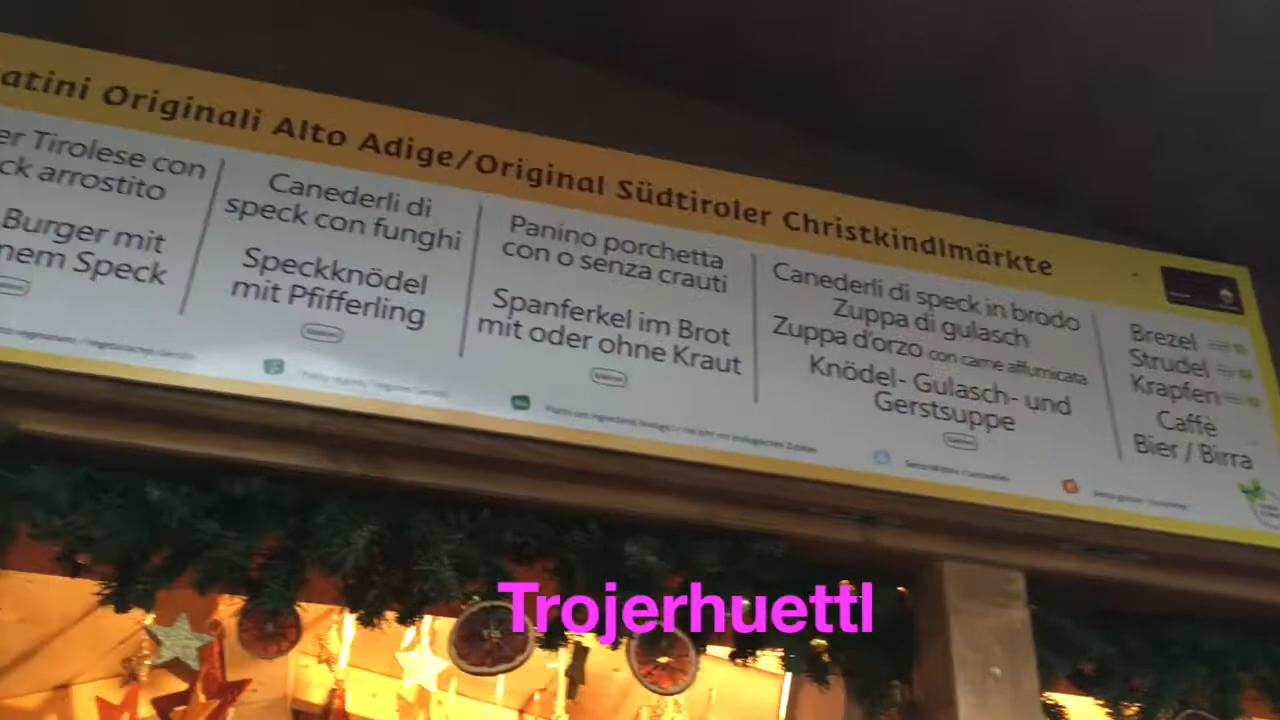 atini Originali Alto Adige/Original Südtiroler Christkindlmärkte
er Tirolese con
ck arrostito
Burger mit
nem Speck
Canederli di
speck con funghi
Speckknödel
mit Pfifferling
Panino porchetta
con o senza crauti
Spanferkel im Brot
mit oder ohne Kraut
Canederli di speck in brodo
Zuppa di gulasch
Zuppa d'orzo con carne affumicata
Knödel- Gulasch- und
Gerstsuppe
Brezel
Strudel
Krapfen
Caffè
Bier / Birra
Trojerhuettl